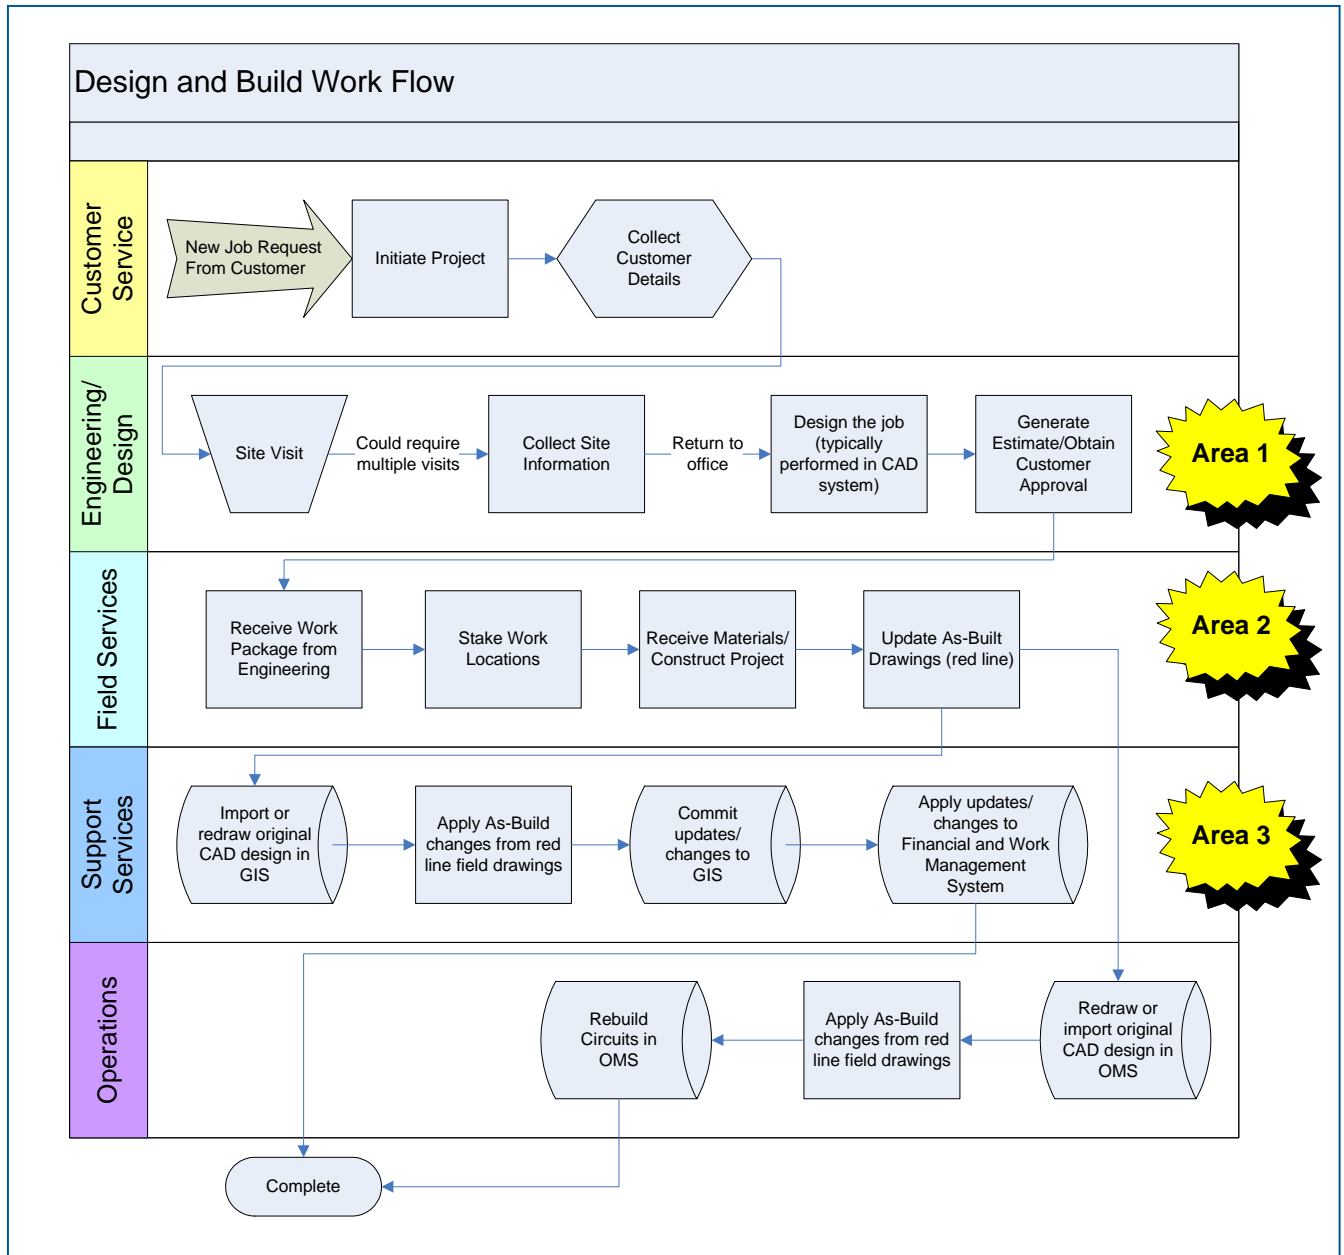 Design and Build Work Flow
Customer
Service
New Job Request
From Customer
Initiate Project
Collect
Customer
Details
Engineering/
Design
Site Visit
Could require
multiple visits
Collect Site
Information
Return to
office
Design the job
(typically
performed in CAD
system)
Generate
Estimate/Obtain
Customer
Approval
Area 1
Field Services
Receive Work
Package from
Engineering
Stake Work
Locations
Receive Materials/
Construct Project
Update As-Built
Drawings (red line)
Area 2
Support
Services
Import or
redraw original
CAD design in
GIS
Apply As-Build
changes from red
line field drawings
Commit
updates/
changes to
GIS
Apply updates/
changes to
Financial and Work
Management
System
Area 3
Operations
Rebuild
Circuits in
OMS
Apply As-Build
changes from red
line field drawings
Redraw or
import original
CAD design in
OMS
Complete